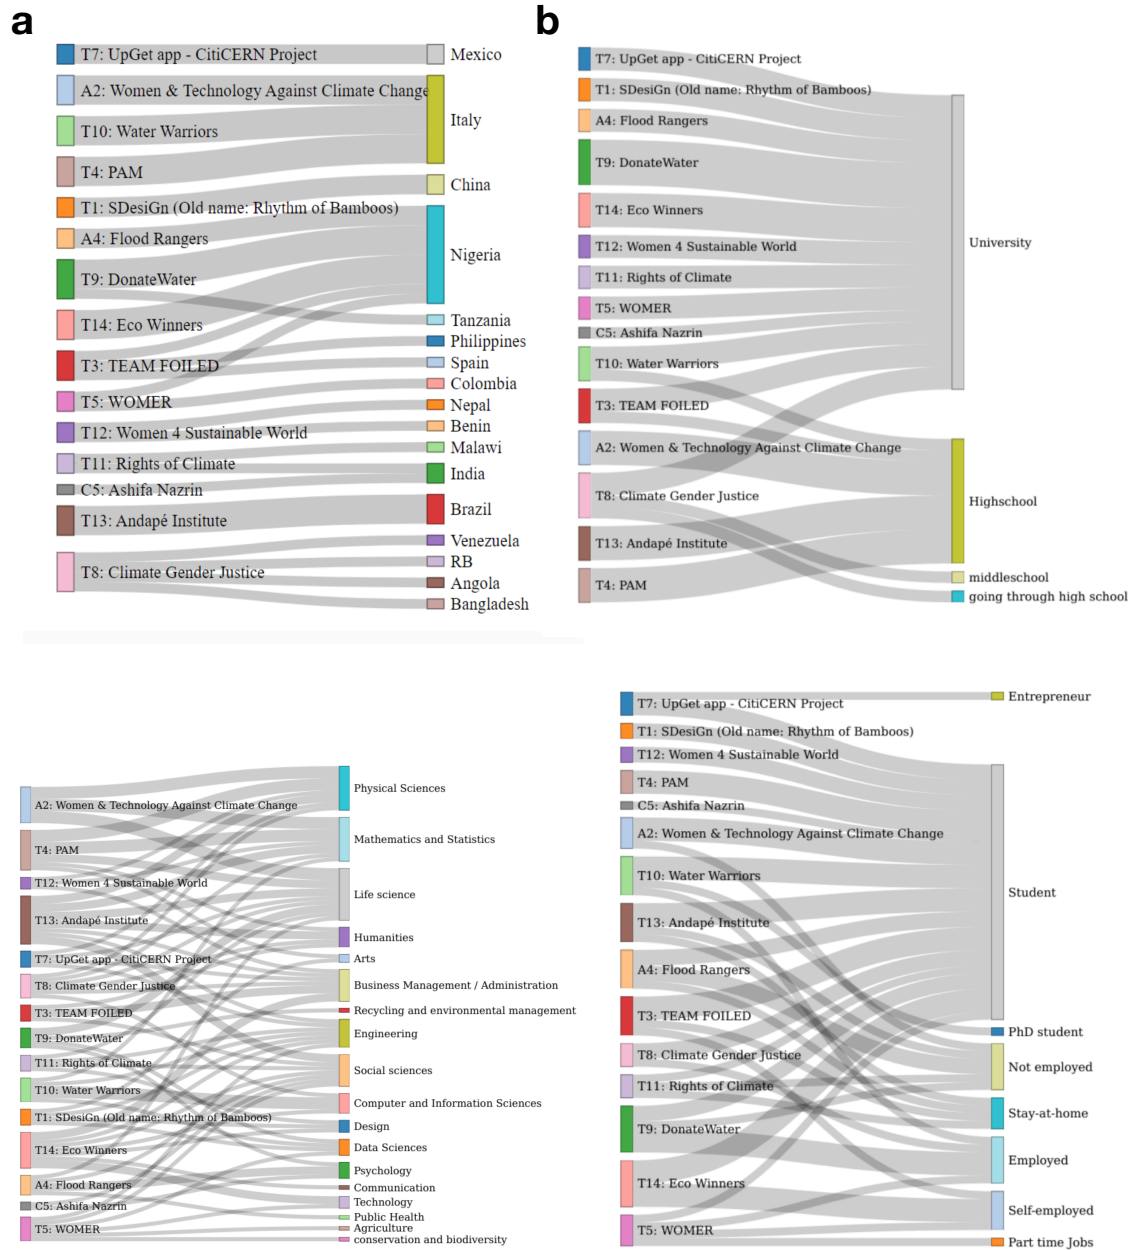 a
T7: UpGet app - CitiCERN Project
A2: Women & Technology Against Climate Change
T10: Water Warriors
T4: PAM
T1: SDesiGn (Old name: Rhythm of Bamboos)
A4: Flood Rangers
T9: DonateWater
T14: Eco Winners
T3: TEAM FOILED
T5: WOMER
T12: Women 4 Sustainable World
T11: Rights of Climate
C5: Ashifa Nazrin
T13: Andapé Institute
T8: Climate Gender Justice
Mexico
Italy
China
Nigeria
Tanzania
Philippines
Spain
Colombia
Nepal
Benin
Malawi
India
Brazil
Venezuela
RB
Angola
Bangladesh
b
T7: UpGet app - CitiCERN Project
T1: SDesiGn (Old name: Rhythm of Bamboos)
A4: Flood Rangers
T9: DonateWater
T14: Eco Winners
T12: Women 4 Sustainable World
T11: Rights of Climate
T5: WOMER
C5: Ashifa Nazrin
T10: Water Warriors
T3: TEAM FOILED
A2: Women & Technology Against Climate Change
T8: Climate Gender Justice
T13: Andapé Institute
T4: PAM
University
Highschool
middleschool
going through high school
A2: Women & Technology Against Climate Change
T4: PAM
T12: Women 4 Sustainable World
T13: Andapé Institute
T7: UpGet app - CitiCERN Project
T8: Climate Gender Justice
T3: TEAM FOILED
T9: DonateWater
T11: Rights of Climate
T10: Water Warriors
T1: SDesiGn (Old name: Rhythm of Bamboos)
T14: Eco Winners
A4: Flood Rangers
C5: Ashifa Nazrin
T5: WOMER
Physical Sciences
Mathematics and Statistics
Life science
Humanities
Arts
Business Management / Administration
Recycling and environmental management
Engineering
Social sciences
Computer and Information Sciences
Design
Data Sciences
Psychology
Communication
Technology
Public Health
Agriculture
conservation and biodiversity
T7: UpGet app - CitiCERN Project
T1: SDesiGn (Old name: Rhythm of Bamboos)
T12: Women 4 Sustainable World
T4: PAM
C5: Ashifa Nazrin
A2: Women & Technology Against Climate Change
T10: Water Warriors
T13: Andapé Institute
A4: Flood Rangers
T3: TEAM FOILED
T8: Climate Gender Justice
T11: Rights of Climate
T9: DonateWater
T14: Eco Winners
T5: WOMER
Entrepreneur
Student
PhD student
Not employed
Stay-at-home
Employed
Self-employed
Part time Jobs